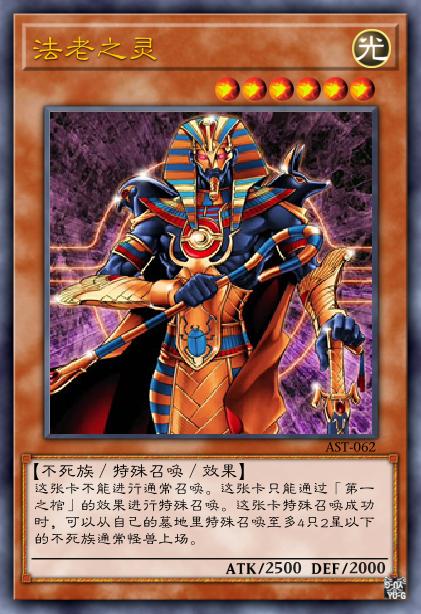 法老之灵
光
AST-062
【不死族／特殊召唤／效果】
这张卡不能进行通常召唤。这张卡只能通过「第一
之棺」的效果进行特殊召唤。这张卡特殊召唤成功
时，可以从自己的墓地里特殊召唤至多4只2星以下
的不死族通常怪兽上场。
ATK/2500 DEF/2000